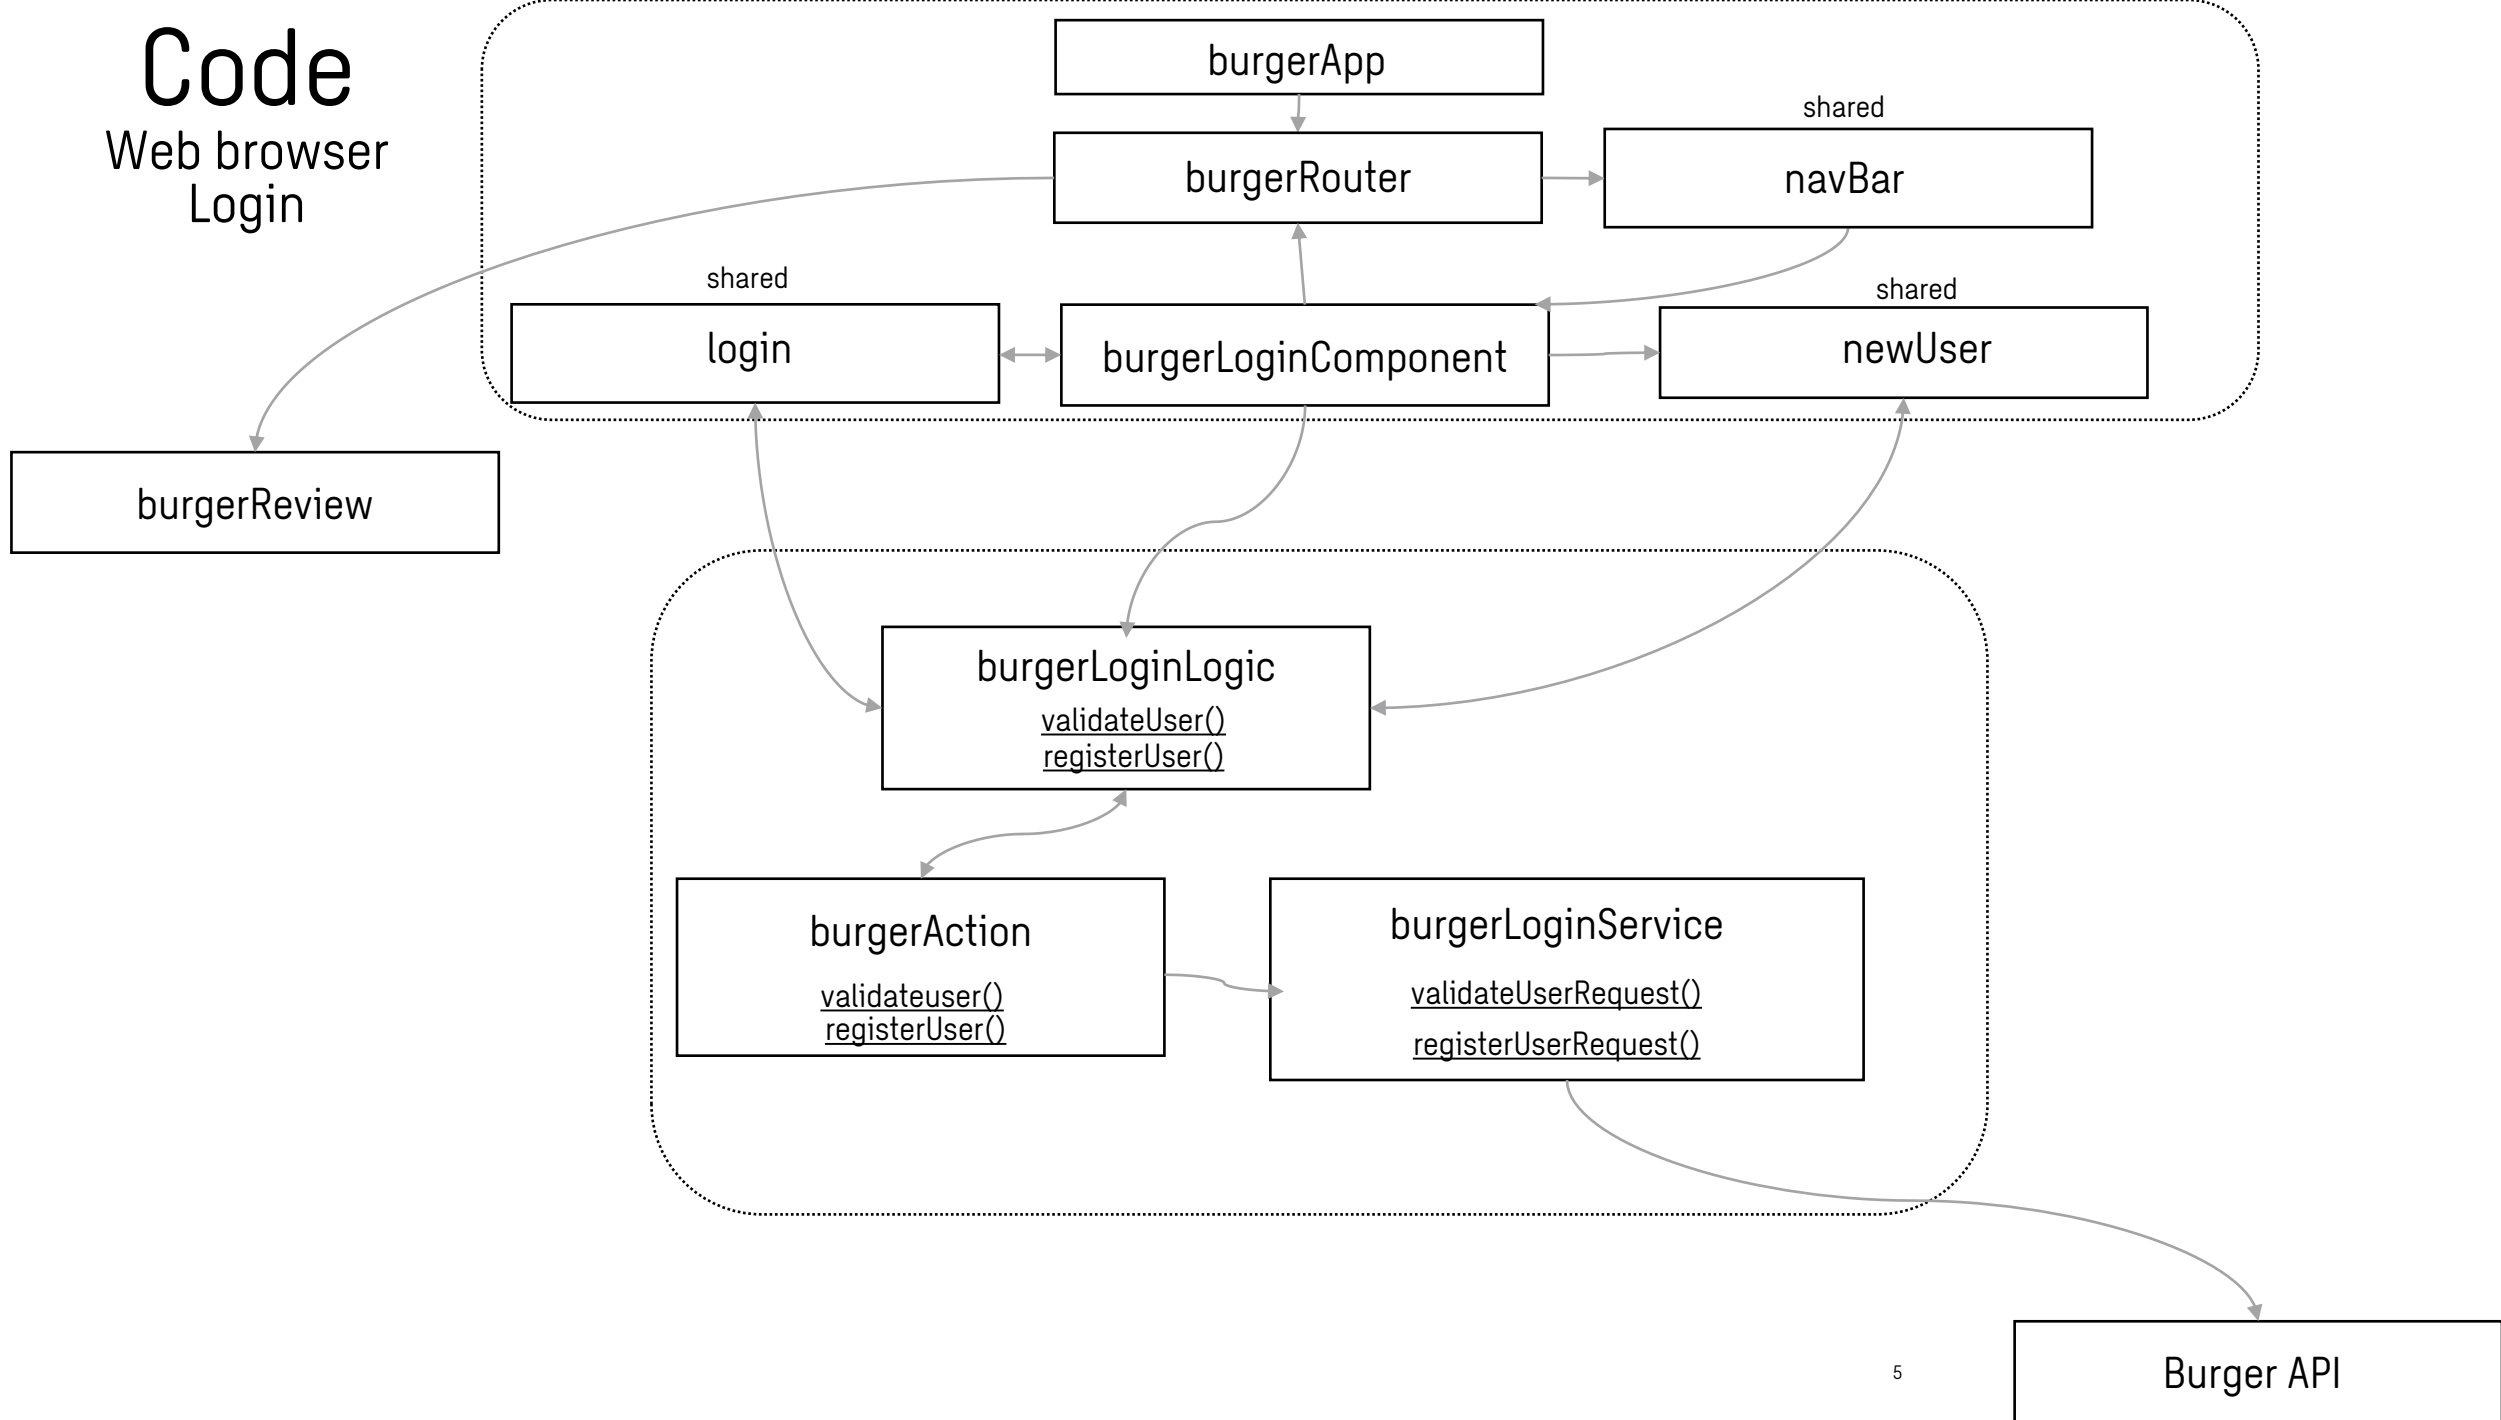 Code
Web browser
Login
burgerApp
shared
burgerRouter
navBar
shared
shared
login
burgerLoginComponent
newUser
burgerReview
burgerLoginLogic
validateUser()
registerUser()
burgerAction
validateuser()
registerUser()
burgerLoginService
validateUserRequest()
registerUserRequest()
5
Burger API